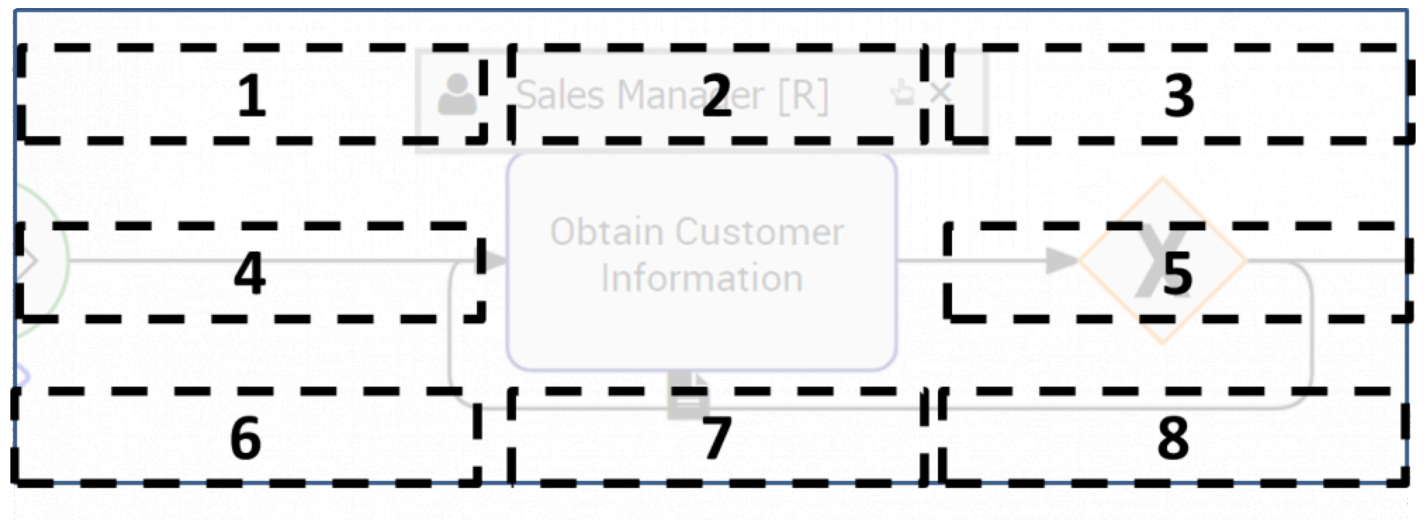 1 2 3
Sales Manager [R]
Obtain Customer
Information
4 5
X
6 7 8